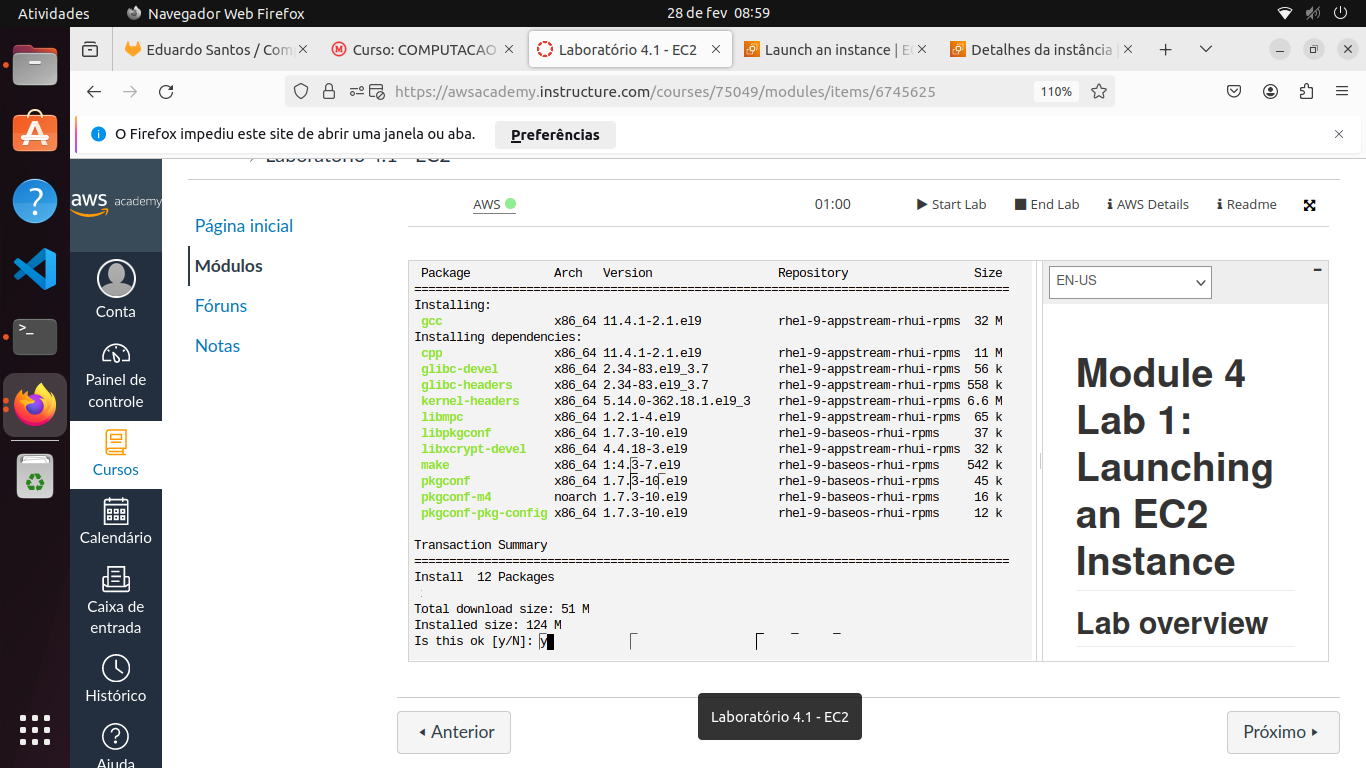 Atividades
Navegador Web Firefox
28 de fev 08:59
Eduardo Santos / Com
Curso: COMPUTACAO
Laboratório 4.1 - EC2
Launch an instance | EC
Detalhes da instância |
https://awsacademy.instructure.com/courses/75049/modules/items/6745625
110%
O Firefox impediu este site de abrir uma janela ou aba.
Preferências
Laboratório 4.1 - EC2
aws academy
Conta
Painel de
controle
Cursos
Calendário
Caixa de
entrada
Histórico
Ajuda
Página inicial
Módulos
Fóruns
Notas
AWS
01:00
Start Lab
End Lab
AWS Details
Readme
Package Arch Version Repository Size
================================================================================
Installing:
gcc x86_64 11.4.1-2.1.el9 rhel-9-appstream-rhui-rpms 32 M
Installing dependencies:
cpp x86_64 11.4.1-2.1.el9 rhel-9-appstream-rhui-rpms 11 M
glibc-devel x86_64 2.34-83.el9_3.7 rhel-9-appstream-rhui-rpms 56 k
glibc-headers x86_64 2.34-83.el9_3.7 rhel-9-appstream-rhui-rpms 558 k
kernel-headers x86_64 5.14.0-362.18.1.el9_3 rhel-9-appstream-rhui-rpms 6.6 M
libmpc x86_64 1.2.1-4.el9 rhel-9-appstream-rhui-rpms 65 k
libpkgconf x86_64 1.7.3-10.el9 rhel-9-baseos-rhui-rpms 37 k
libxcrypt-devel x86_64 4.4.18-3.el9 rhel-9-appstream-rhui-rpms 32 k
make x86_64 1:4.3-7.el9 rhel-9-baseos-rhui-rpms 542 k
pkgconf x86_64 1.7.3-10.el9 rhel-9-baseos-rhui-rpms 45 k
pkgconf-m4 noarch 1.7.3-10.el9 rhel-9-baseos-rhui-rpms 16 k
pkgconf-pkg-config x86_64 1.7.3-10.el9 rhel-9-baseos-rhui-rpms 12 k
Transaction Summary
================================================================================
Install 12 Packages
Total download size: 51 M
Installed size: 124 M
Is this ok [y/N]: y
EN-US
Module 4
Lab 1:
Launching
an EC2
Instance
Lab overview
Anterior
Laboratório 4.1 - EC2
Próximo